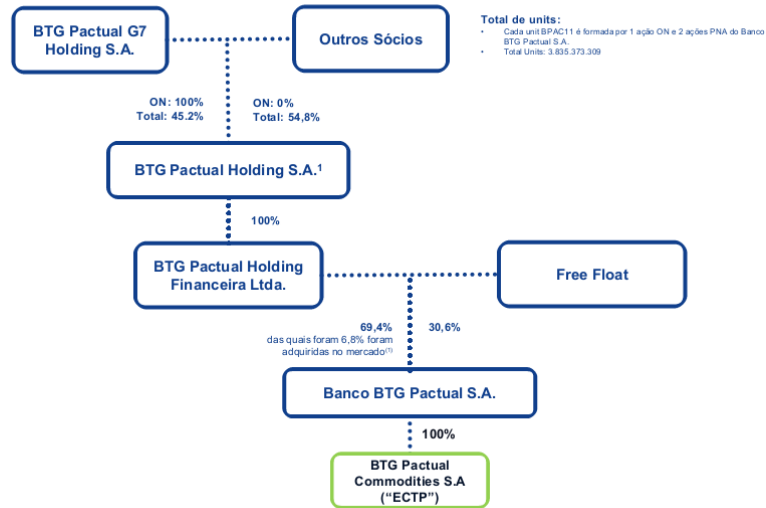 BTG Pactual G7
Holding S.A.
Outros Sócios
Total de units:
• Cada unit BPAC11 é formada por 1 ação ON e 2 ações PNA do Banco
BTG Pactual S.A.
• Total Units: 3.835.373.309
ON: 100%
Total: 45.2%
ON: 0%
Total: 54,8%
BTG Pactual Holding S.A.¹
100%
BTG Pactual Holding
Financeira Ltda.
Free Float
69,4%
das quais foram 6,8% foram
adquiridas no mercado⁽¹⁾
30,6%
Banco BTG Pactual S.A.
100%
BTG Pactual
Commodities S.A
(“ECTP”)